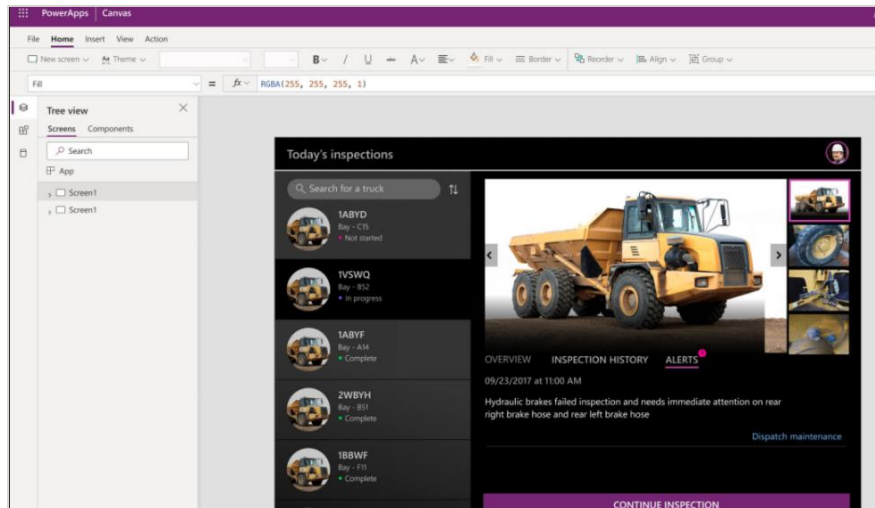 PowerApps | Canvas
File Home Insert View Action
New screen Theme B / U abc A Fill Border Reorder Align Group
Fill = fx RGBA(255, 255, 255, 1)
Tree view
Screens Components
Search
App
Screen1
Screen1
Today's inspections
Search for a truck
1ABYD
Bay - C15
Not started
1VSWQ
Bay - B52
in progress
1ABYF
Bay - A14
Complete
2WBYH
Bay - B51
Complete
1BBWF
Bay - F11
Complete
OVERVIEW INSPECTION HISTORY ALERTS
09/23/2017 at 11:00 AM
Hydraulic brakes failed inspection and needs immediate attention on rear
right brake hose and rear left brake hose
Dispatch maintenance
CONTINUE INSPECTION